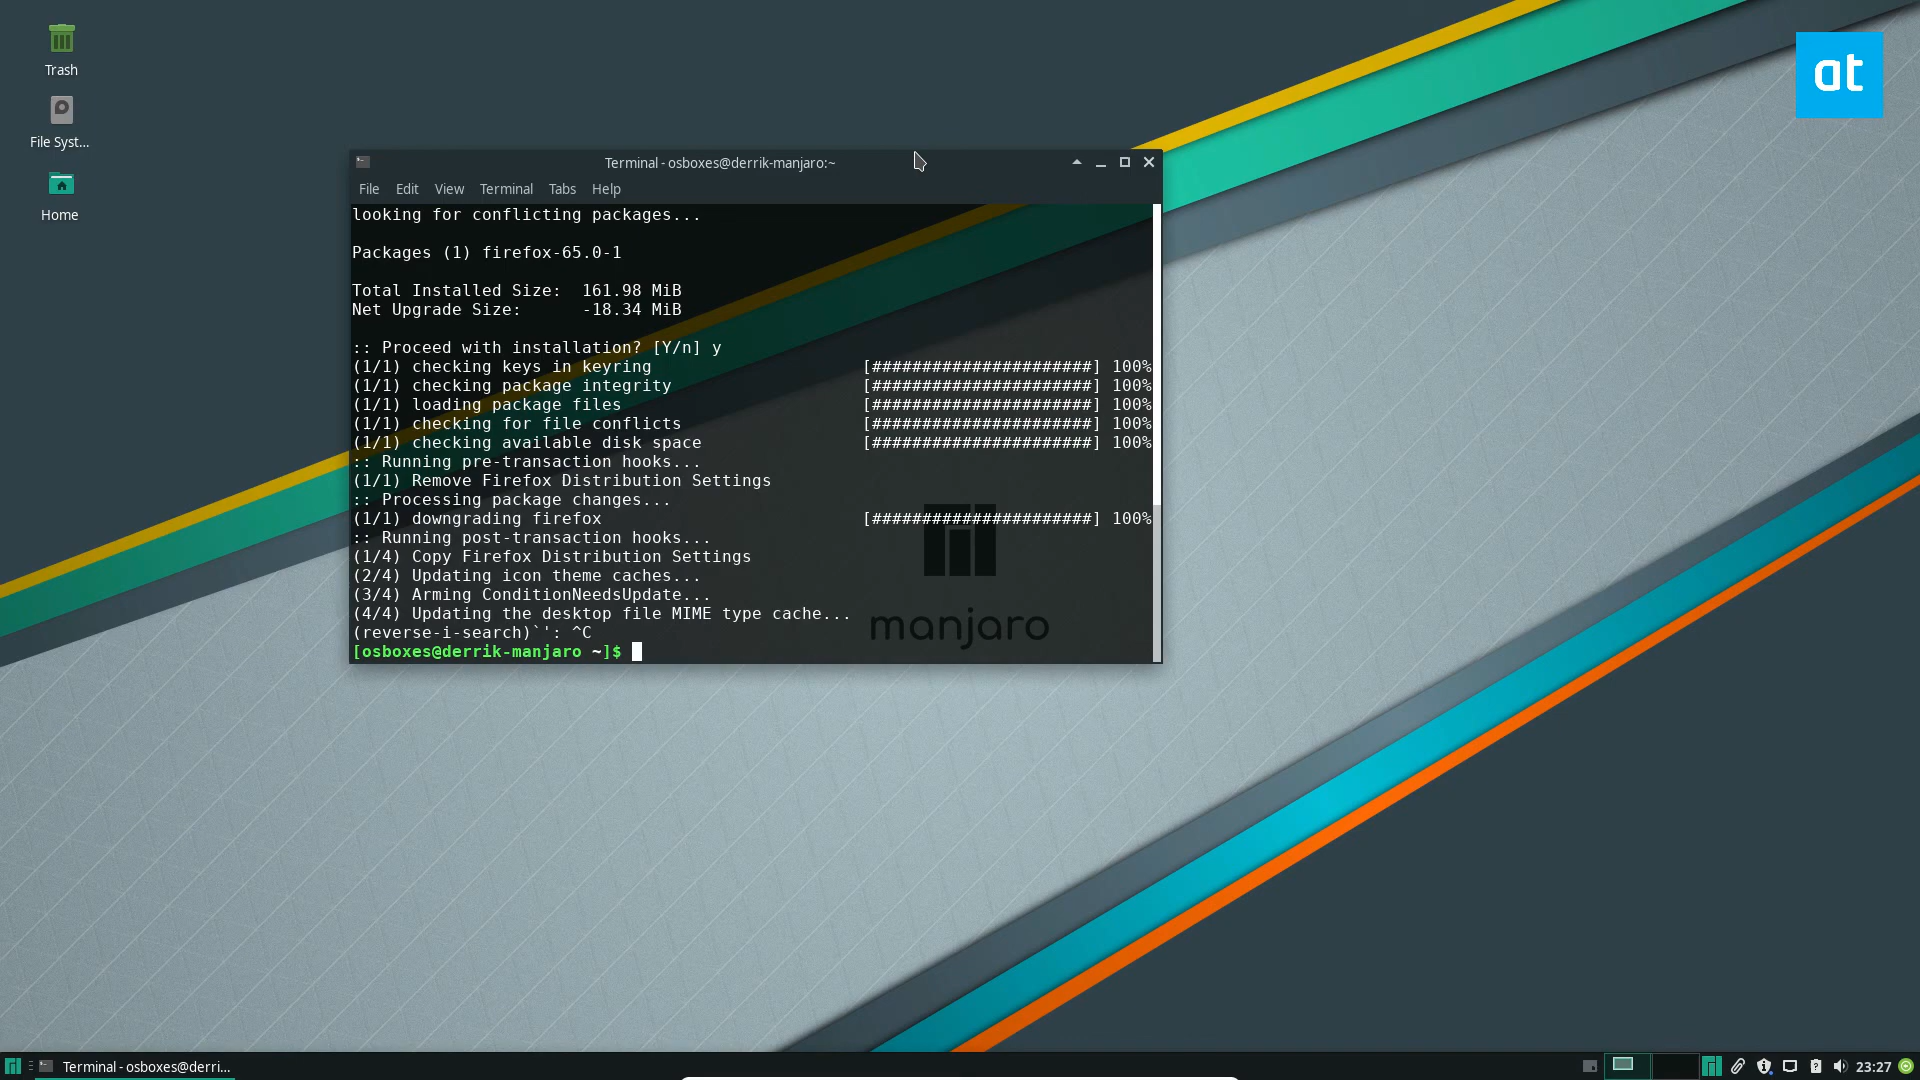 Trash
File Syst...
Home
at
Terminal - osboxes@derrik-manjaro:~
File Edit View Terminal Tabs Help
looking for conflicting packages...
Packages (1) firefox-65.0-1
Total Installed Size:  161.98 MiB
Net Upgrade Size:      -18.34 MiB
:: Proceed with installation? [Y/n] y
(1/1) checking keys in keyring                     [######################] 100%
(1/1) checking package integrity                   [######################] 100%
(1/1) loading package files                        [######################] 100%
(1/1) checking for file conflicts                  [######################] 100%
(1/1) checking available disk space                [######################] 100%
:: Running pre-transaction hooks...
(1/1) Remove Firefox Distribution Settings
:: Processing package changes...
(1/1) downgrading firefox                          [######################] 100%
:: Running post-transaction hooks...
(1/4) Copy Firefox Distribution Settings
(2/4) Updating icon theme caches...
(3/4) Arming ConditionNeedsUpdate...
(4/4) Updating the desktop file MIME type cache...
(reverse-i-search)`': ^C
[osboxes@derrik-manjaro ~]$
manjaro
Terminal - osboxes@derri...
23:27